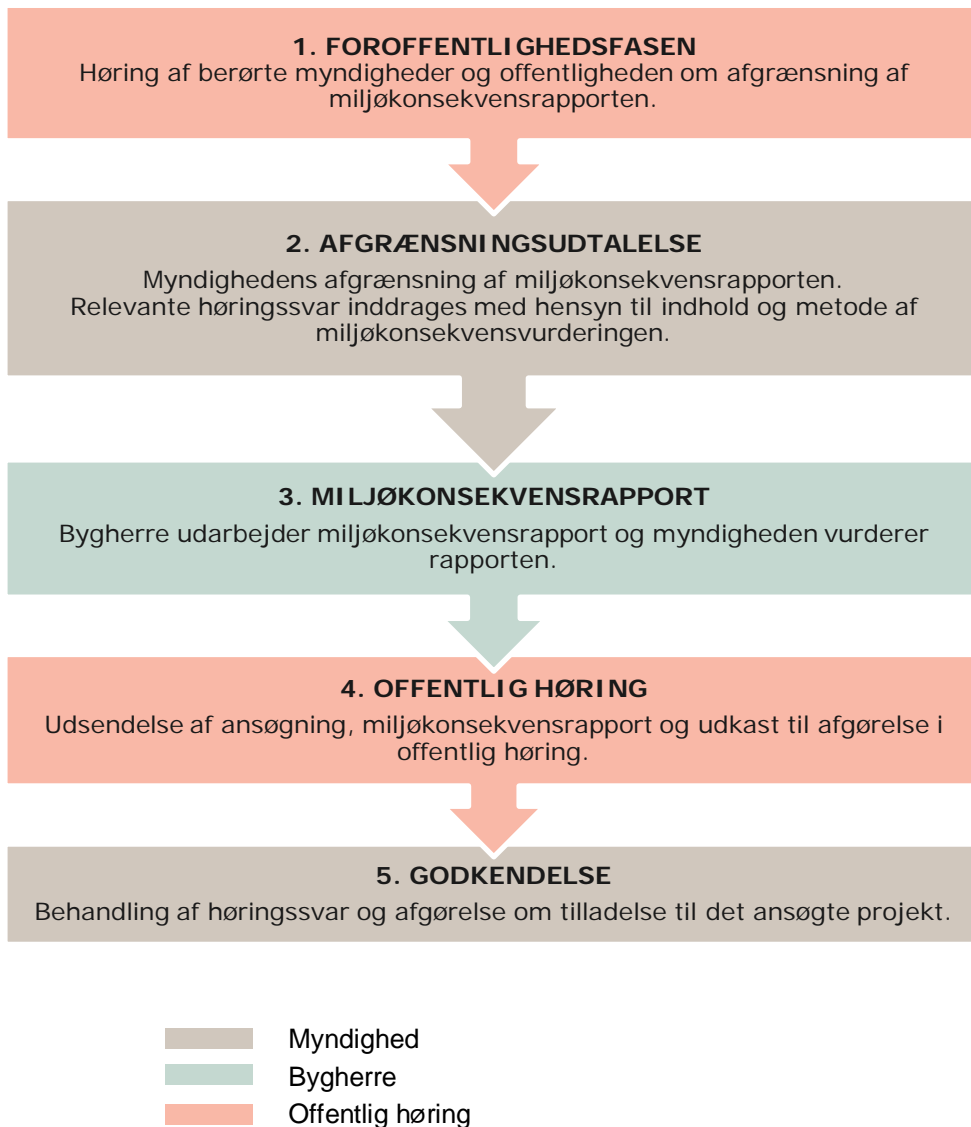 1. FOROFFENTLIGHEDSFASEN
Høring af berørte myndigheder og offentligheden om afgrænsning af
miljøkonsekvensrapporten.
2. AFGRÆNSNINGSUDTALELSE
Myndighedens afgrænsning af miljøkonsekvensrapporten.
Relevante høringssvar inddrages med hensyn til indhold og metode af
miljøkonsekvensvurderingen.
3. MILJØKONSEKVENSRAPPORT
Bygherre udarbejder miljøkonsekvensrapport og myndigheden vurderer
rapporten.
4. OFFENTLIG HØRING
Udsendelse af ansøgning, miljøkonsekvensrapport og udkast til afgørelse i
offentlig høring.
5. GODKENDELSE
Behandling af høringssvar og afgørelse om tilladelse til det ansøgte projekt.
Myndighed
Bygherre
Offentlig høring